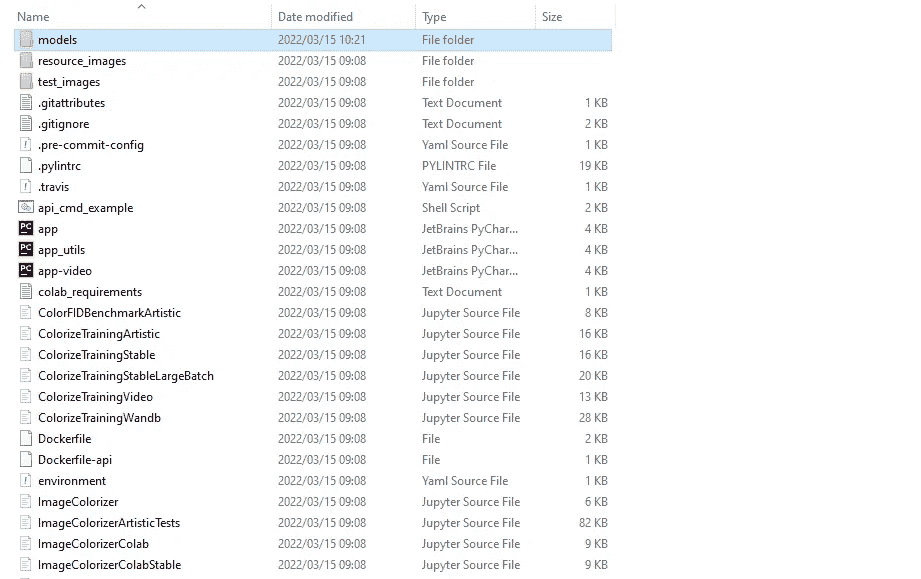 Name Date modified Type Size
models 2022/03/15 10:21 File folder
resource_images 2022/03/15 09:08 File folder
test_images 2022/03/15 09:08 File folder
.gitattributes 2022/03/15 09:08 Text Document 1 KB
.gitignore 2022/03/15 09:08 Text Document 2 KB
.pre-commit-config 2022/03/15 09:08 Yaml Source File 1 KB
.pylintrc 2022/03/15 09:08 PYLINTRC File 19 KB
.travis 2022/03/15 09:08 Yaml Source File 1 KB
api_cmd_example 2022/03/15 09:08 Shell Script 2 KB
app 2022/03/15 09:08 JetBrains PyChar... 4 KB
app_utils 2022/03/15 09:08 JetBrains PyChar... 4 KB
app-video 2022/03/15 09:08 JetBrains PyChar... 4 KB
colab_requirements 2022/03/15 09:08 Text Document 1 KB
ColorFIDBenchmarkArtistic 2022/03/15 09:08 Jupyter Source File 8 KB
ColorizeTrainingArtistic 2022/03/15 09:08 Jupyter Source File 16 KB
ColorizeTrainingStable 2022/03/15 09:08 Jupyter Source File 16 KB
ColorizeTrainingStableLargeBatch 2022/03/15 09:08 Jupyter Source File 20 KB
ColorizeTrainingVideo 2022/03/15 09:08 Jupyter Source File 13 KB
ColorizeTrainingWandb 2022/03/15 09:08 Jupyter Source File 28 KB
Dockerfile 2022/03/15 09:08 File 2 KB
Dockerfile-api 2022/03/15 09:08 File 1 KB
environment 2022/03/15 09:08 Yaml Source File 1 KB
ImageColorizer 2022/03/15 09:08 Jupyter Source File 6 KB
ImageColorizerArtisticTests 2022/03/15 09:08 Jupyter Source File 82 KB
ImageColorizerColab 2022/03/15 09:08 Jupyter Source File 9 KB
ImageColorizerColabStable 2022/03/15 09:08 Jupyter Source File 9 KB